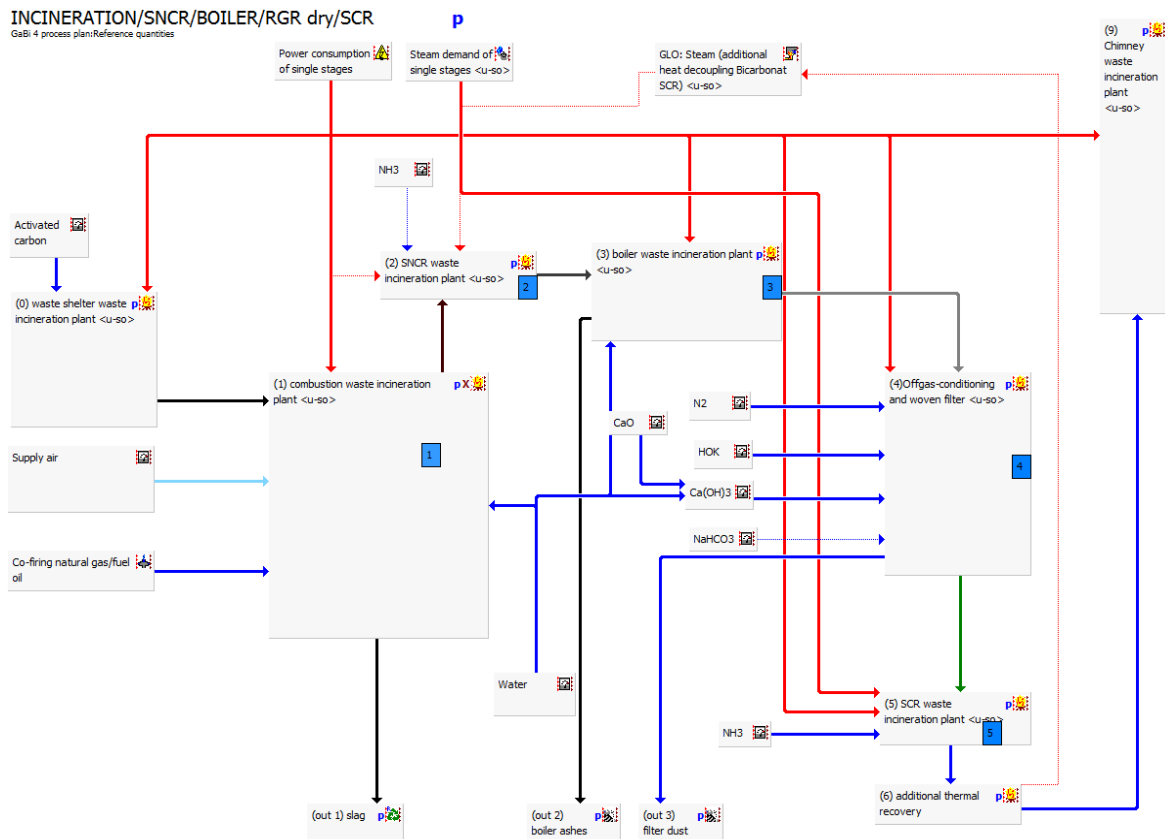 INCINERATION/SNCR/BOILER/RGR dry/SCR
p
GaBi 4 process plan:Reference quantities
Power consumption
of single stages
Steam demand of
single stages <u-so>
GLO: Steam (additional
heat decoupling Bicarbonat
SCR) <u-so>
(9) p
Chimney
waste
incineration
plant
<u-so>
NH3
Activated
carbon
(2) SNCR waste p
incineration plant <u-so>
2
(3) boiler waste incineration plant p
<u-so>
3
(0) waste shelter waste p
incineration plant <u-so>
(1) combustion waste incineration p X
plant <u-so>
1
(4)Offgas-conditioning p
and woven filter <u-so>
4
N2
CaO
HOK
Supply air
Ca(OH)3
NaHCO3
Co-firing natural gas/fuel
oil
Water
(5) SCR waste p
incineration plant <u-so>
5
NH3
(6) additional thermal p
recovery
(out 1) slag p
(out 2) p
boiler ashes
(out 3) p
filter dust